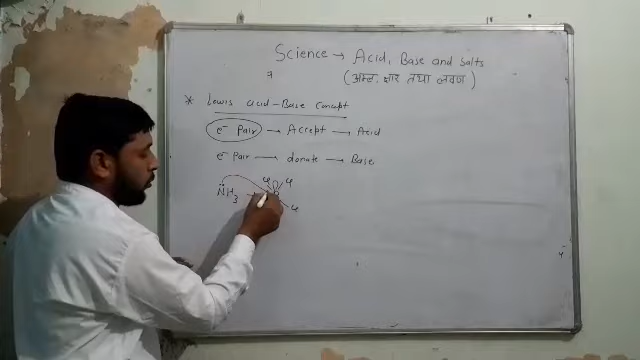 Science → Acid, Base and salts
(अम्ल, क्षार तथा लवण)
* Lewis acid-Base Concept
e⁻ Pair → Accept → Acid
e⁻ Pair → donate → Base
NH3 →